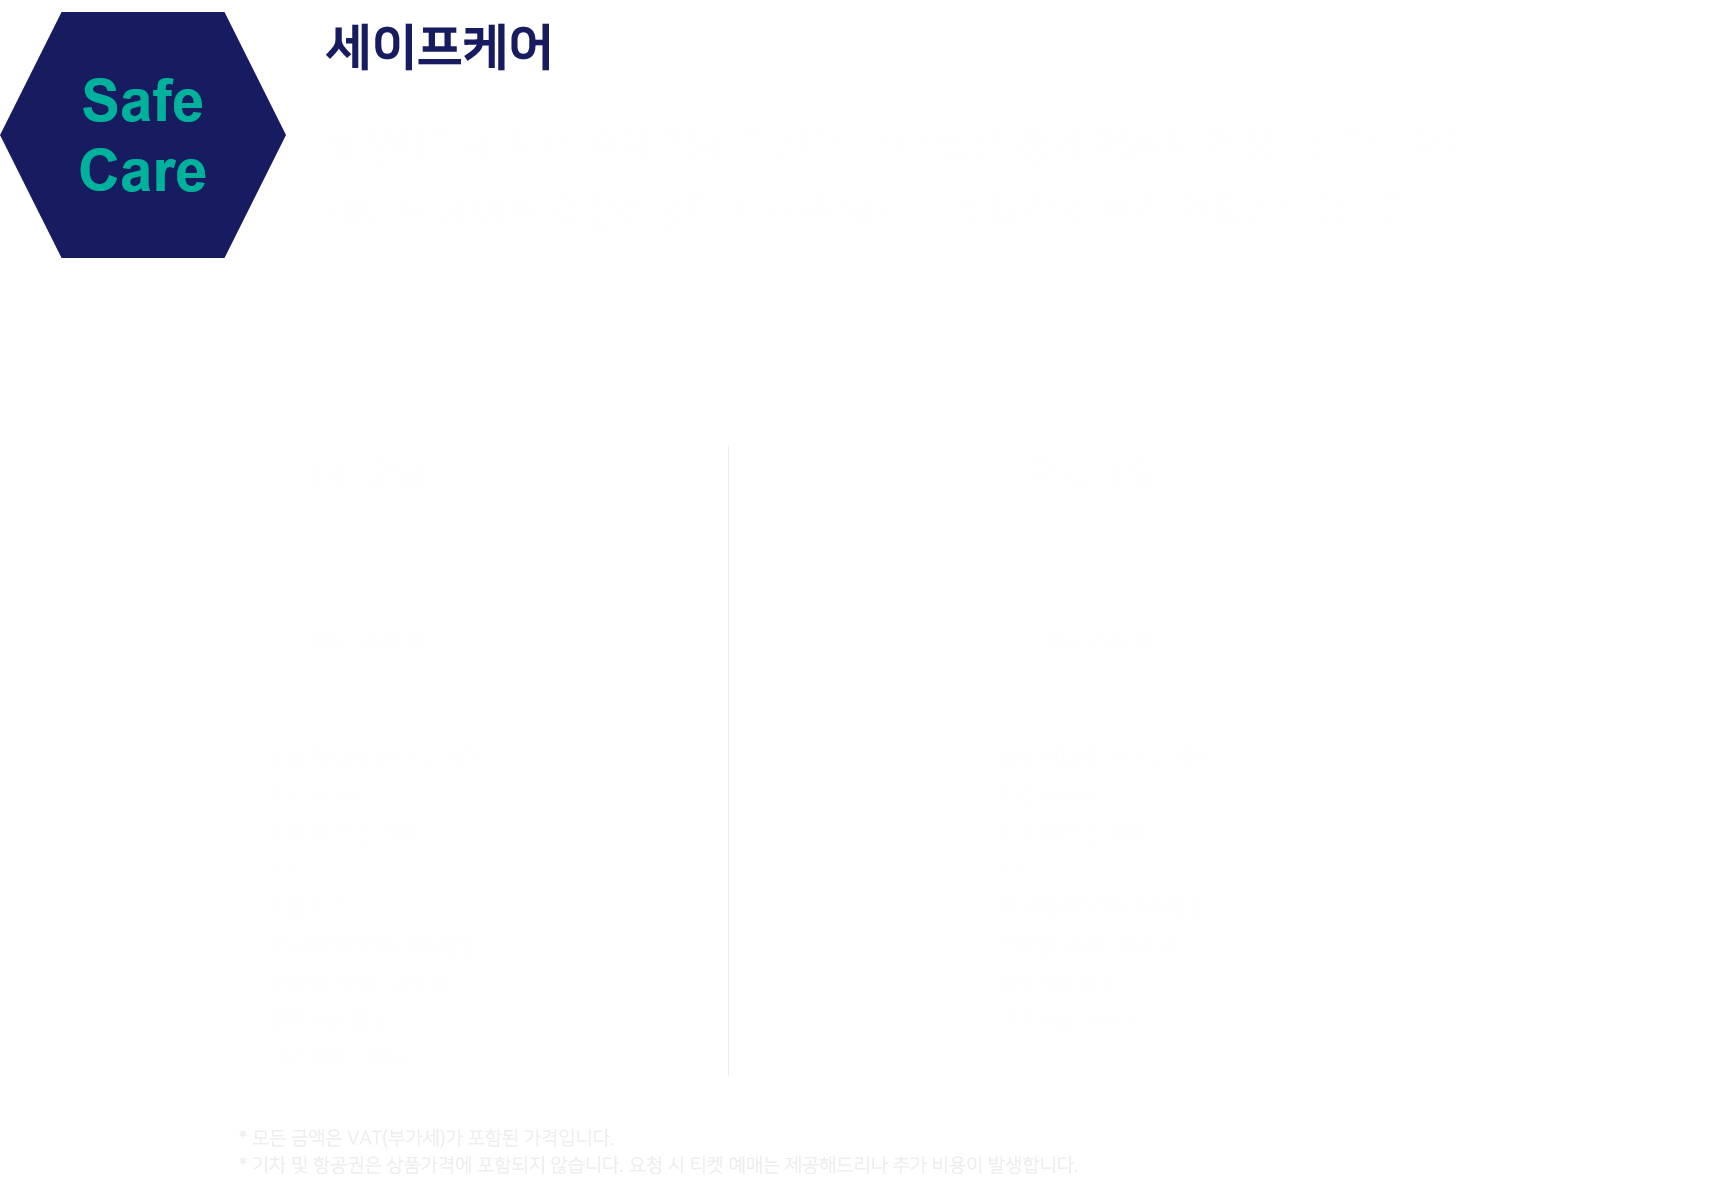 Safe
Care
세이프케어
* 모든 금액은 VAT(부가세)가 포함된 가격입니다.
* 기차 및 항공권은 상품가격에 포함되지 않습니다. 요청 시 티켓 예매는 제공해드리나 추가 비용이 발생합니다.